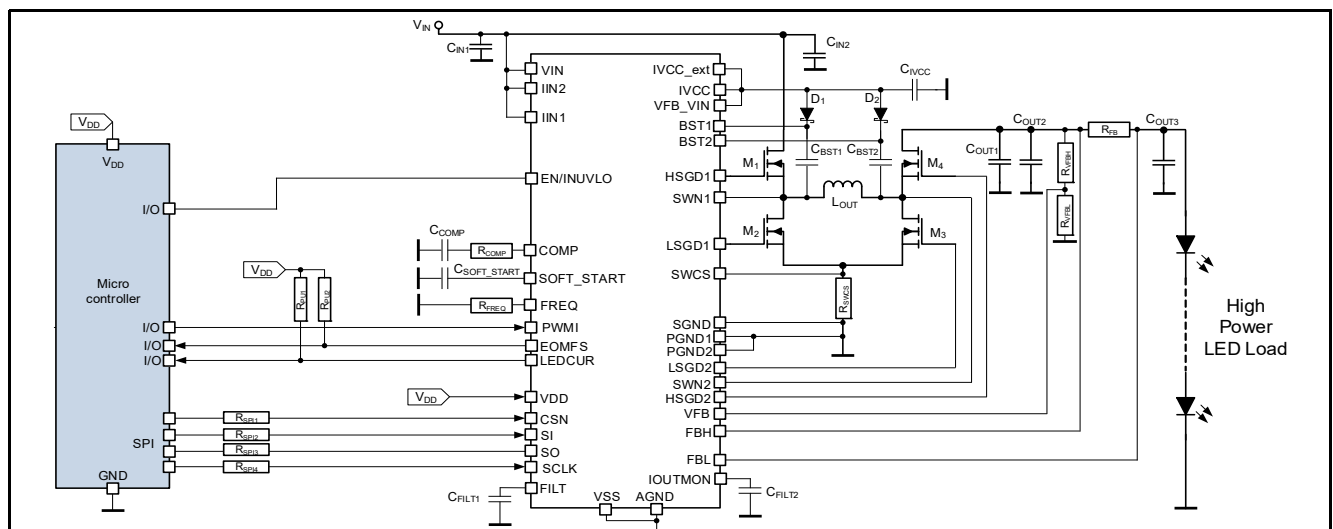 VIN
CIN1
CIN2
VDD
VDD
Micro
controller
I/O
I/O
I/O
I/O
SPI
GND
VDD
RPU1
RPU2
CCOMP
RCOMP
CSOFT_START
RFREQ
VDD
RSPI1
RSPI2
RSPI3
RSPI4
CFILT1
VIN
IIN2
IIN1
EN/INUVLO
COMP
SOFT_START
FREQ
PWMI
EOMFS
LEDCUR
VDD
CSN
SI
SO
SCLK
FILT
VSS
AGND
IVCC_ext
IVCC
VFB_VIN
BST1
BST2
HSGD1
SWN1
LSGD1
SWCS
SGND
PGND1
PGND2
LSGD2
SWN2
HSGD2
VFB
FBH
FBL
IOUTMON
CFILT2
CIVCC
D1
D2
CBST1
CBST2
M1
M4
LOUT
M2
M3
RSWCS
COUT1
COUT2
RVFBH
RVFBL
RFB
COUT3
High
Power
LED Load